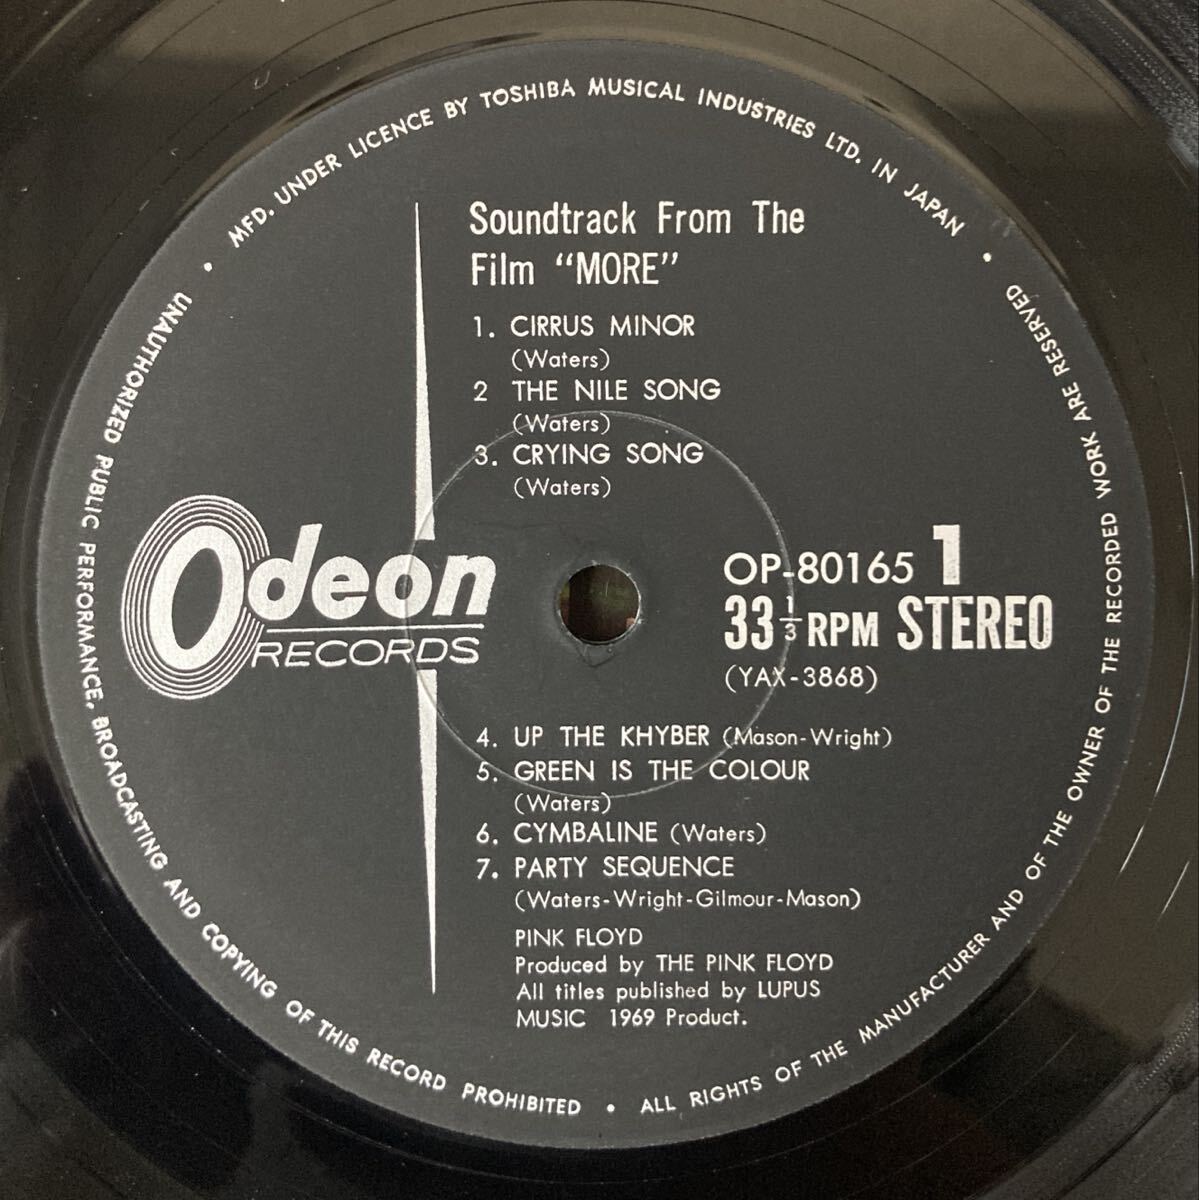 MFD. UNDER LICENCE BY TOSHIBA MUSICAL INDUSTRIES LTD. IN JAPAN
Soundtrack From The
Film “MORE”
1. CIRRUS MINOR
(Waters)
2 THE NILE SONG
(Waters)
3. CRYING SONG
(Waters)
Odeon
RECORDS
OP-80165 1
33 1/3 RPM STEREO
(YAX-3868)
4. UP THE KHYBER (Mason-Wright)
5. GREEN IS THE COLOUR
(Waters)
6. CYMBALINE (Waters)
7. PARTY SEQUENCE
(Waters-Wright-Gilmour-Mason)
PINK FLOYD
Produced by THE PINK FLOYD
All titles published by LUPUS
MUSIC 1969 Product.
UNAUTHORIZED PUBLIC PERFORMANCE, BROADCASTING AND COPYING OF THIS RECORD PROHIBITED • ALL RIGHTS OF THE MANUFACTURER AND OF THE OWNER OF THE RECORDED WORK ARE RESERVED